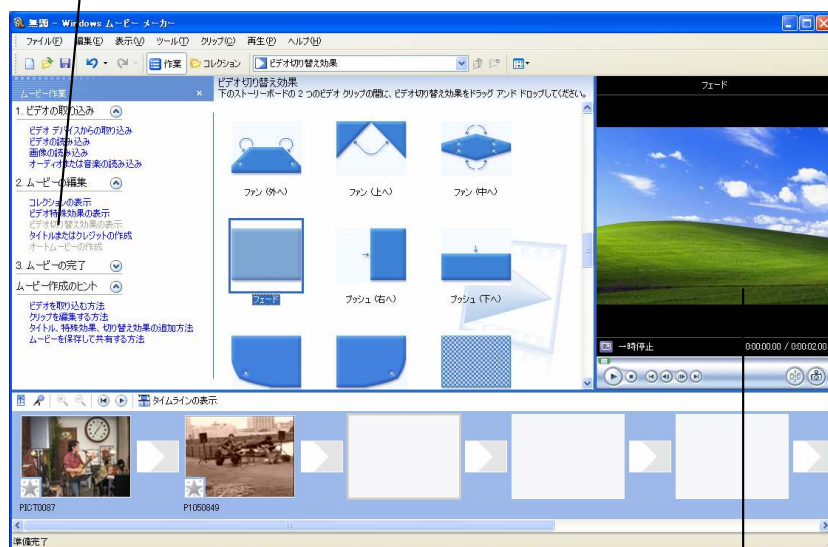 無題 - Windows ムービー メーカー
ファイル(F) 編集(E) 表示(V) ツール(T) クリップ(C) 再生(P) ヘルプ(H)
作業 コレクション ビデオ切り替え効果
ムービー作業 ×
ビデオ切り替え効果
下のストーリーボードの 2 つのビデオ クリップの間に、ビデオ切り替え効果をドラッグ アンド ドロップしてください。
1. ビデオの取り込み
ビデオ デバイスからの取り込み
ビデオの読み込み
画像の読み込み
オーディオまたは音楽の読み込み
2. ムービーの編集
コレクションの表示
ビデオ特殊効果の表示
ビデオ切り替え効果の表示
タイトルまたはクレジットの作成
オートムービーの作成
3. ムービーの完了
ムービー作成のヒント
ビデオを取り込む方法
クリップを編集する方法
タイトル、特殊効果、切り替え効果の追加方法
ムービーを保存して共有する方法
ファン (外へ) ファン (上へ) ファン (中へ)
フェード プッシュ (右へ) プッシュ (下へ)
フェード
一時停止 0:00:00.00 / 0:00:02.00
タイムラインの表示
PICT0087 P1050849
準備完了